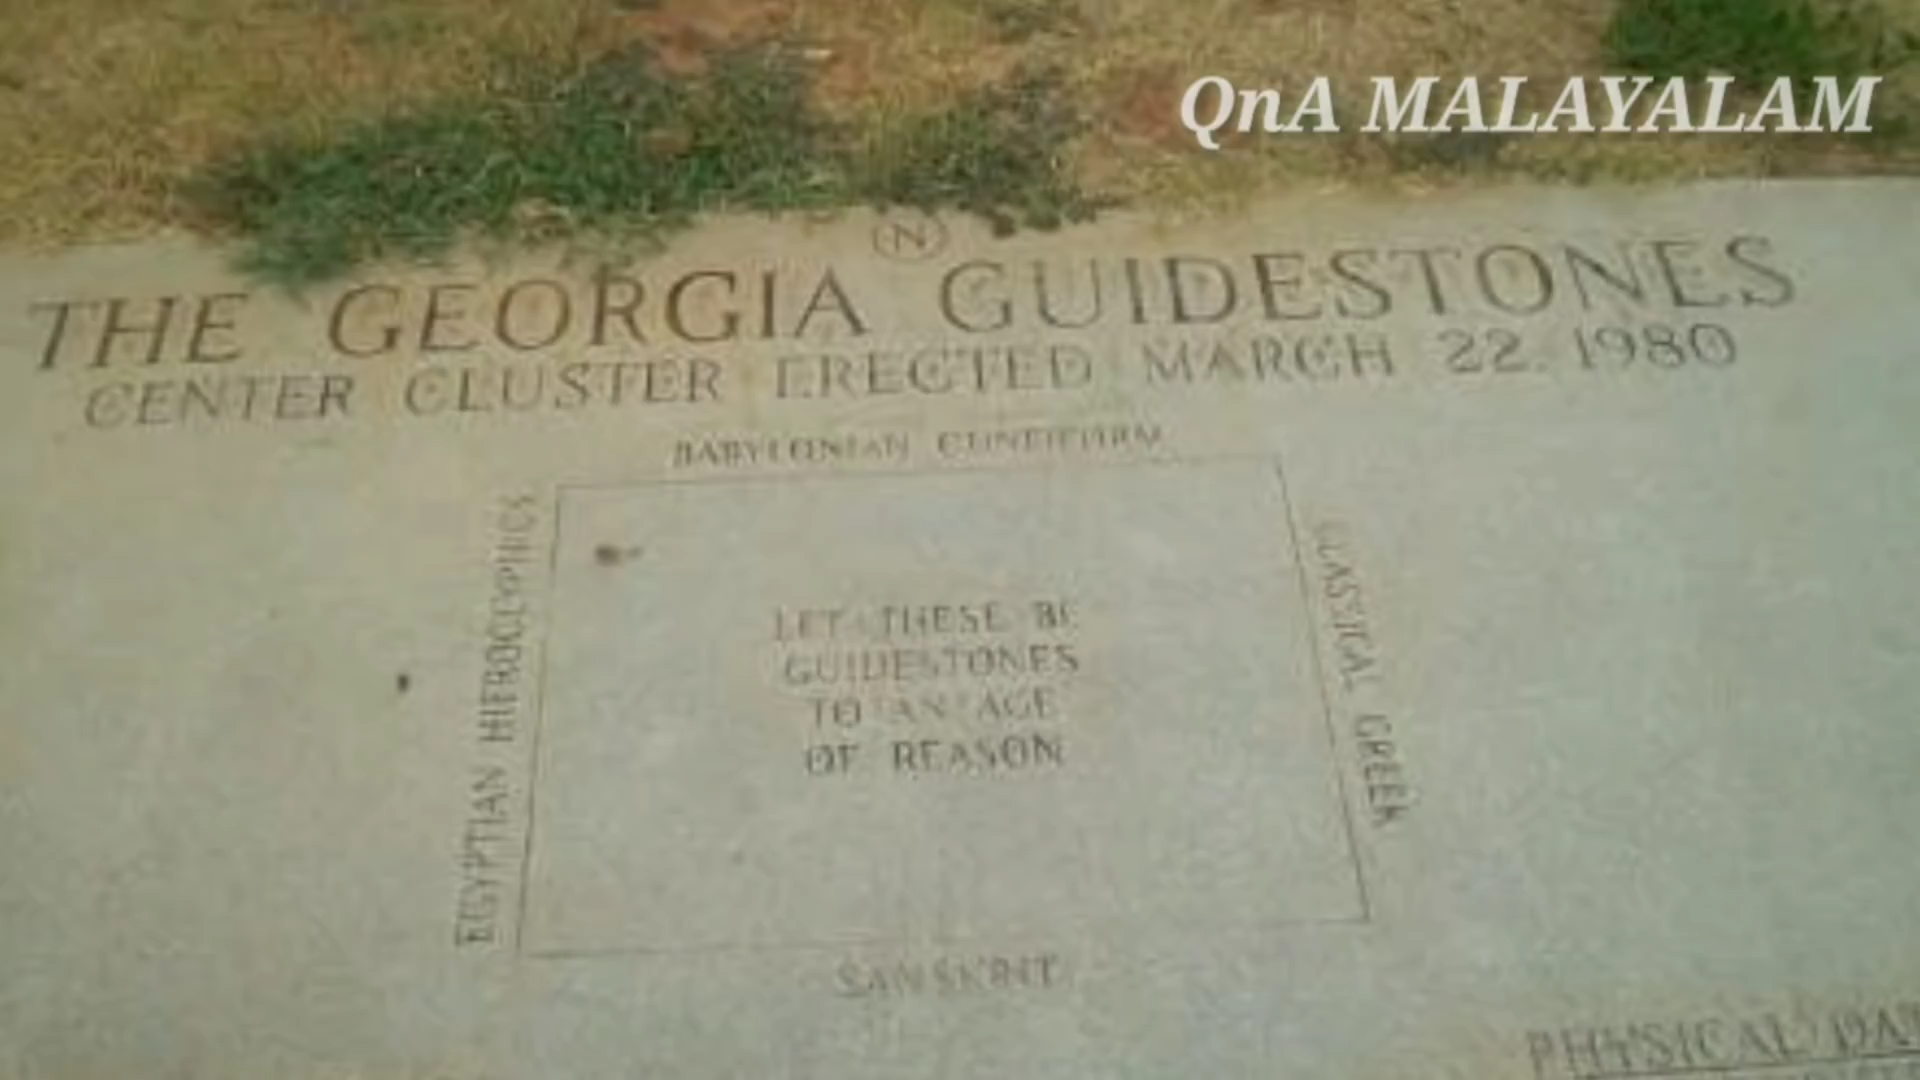 QnA MALAYALAM
N
THE GEORGIA GUIDESTONES
CENTER CLUSTER ERECTED MARCH 22, 1980
BABYLONIAN CUNEIFORM
EGYPTIAN HIEROGLYPHICS
CLASSICAL GREEK
LET THESE BE
GUIDESTONES
TO AN AGE
OF REASON
SANSKRIT
PHYSICAL DA